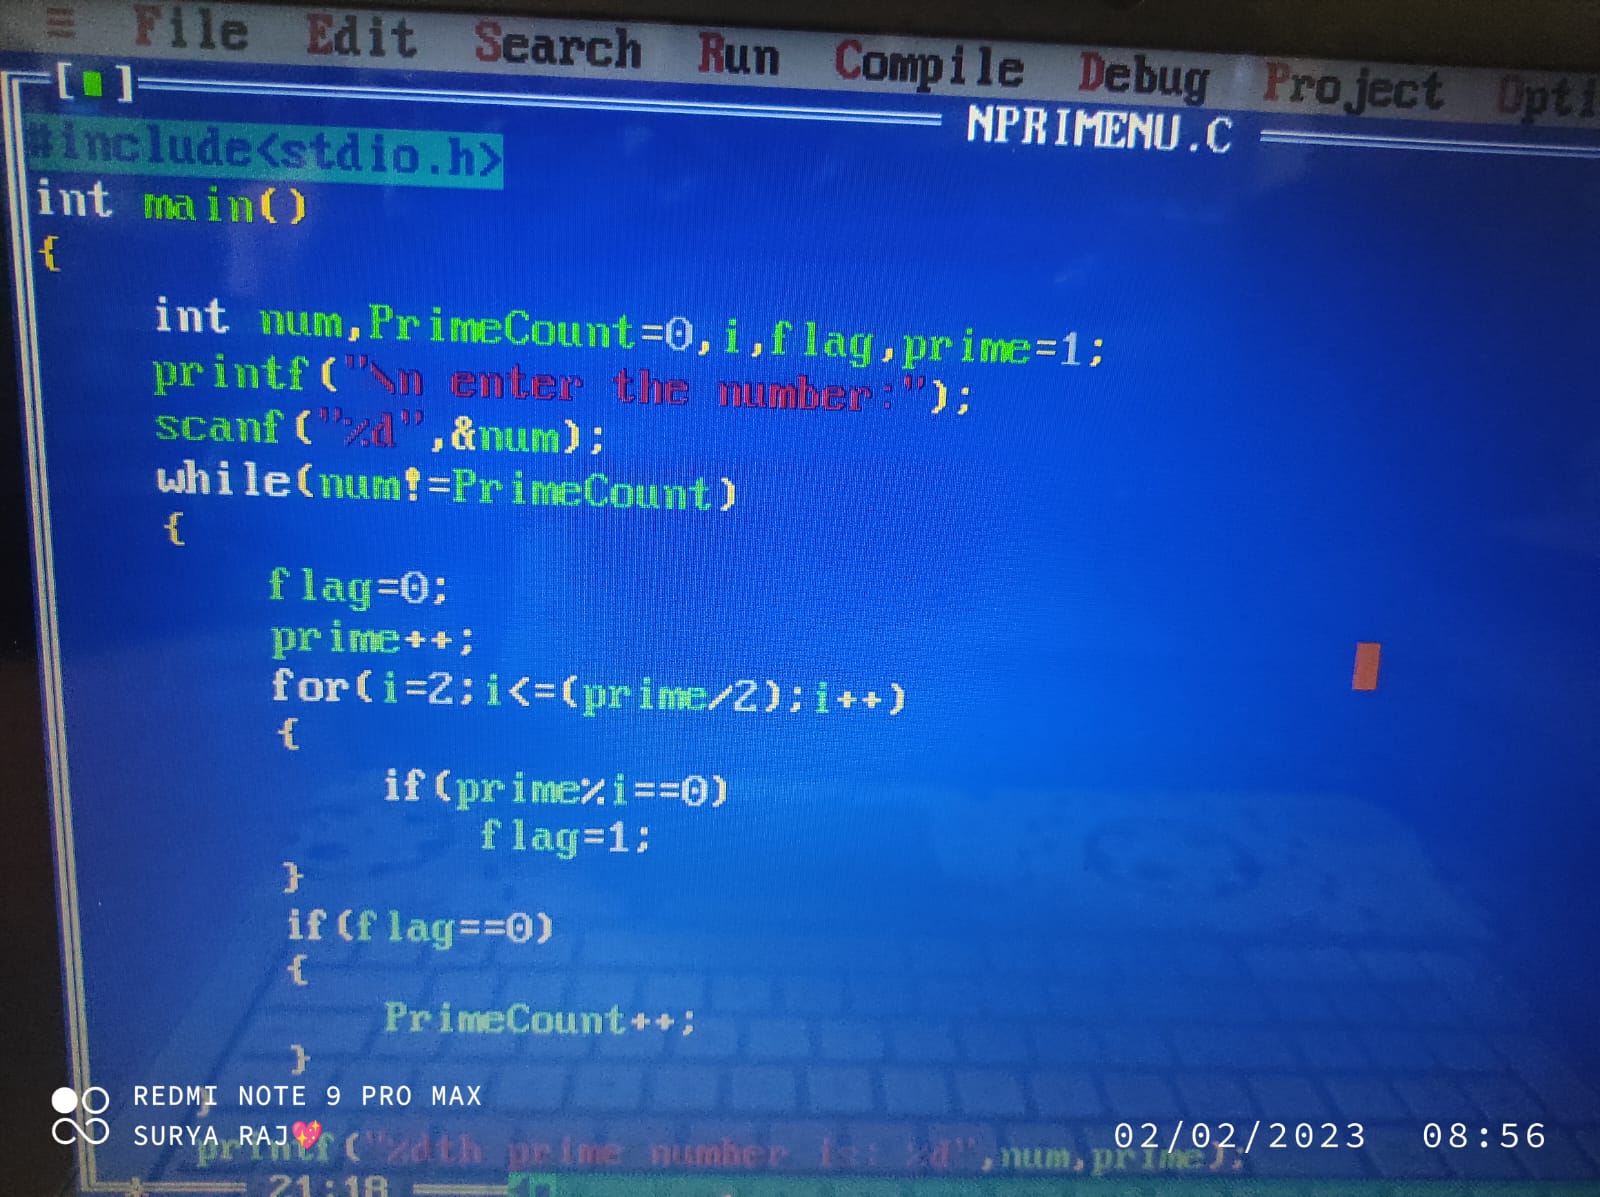 ≡ File Edit Search Run Compile Debug Project Opti
[■] NPRIMENU.C
#include<stdio.h>
int main()
{
int num,PrimeCount=0,i,flag,prime=1;
printf("\n enter the number:");
scanf("%d",&num);
while(num!=PrimeCount)
{
flag=0;
prime++;
for(i=2;i<=(prime/2);i++)
{
if(prime%i==0)
flag=1;
}
if(flag==0)
{
PrimeCount++;
}
}
printf("%dth prime number is: %d",num,prime);
21:18
REDMI NOTE 9 PRO MAX
SURYA RAJ💖
02/02/2023 08:56